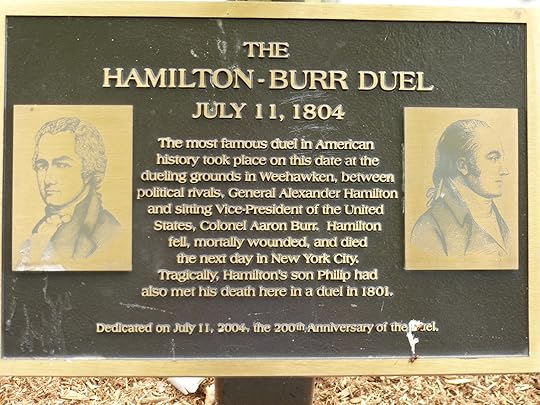 THE
HAMILTON-BURR DUEL
JULY 11, 1804
The most famous duel in American
history took place on this date at the
dueling grounds in Weehawken, between
political rivals, General Alexander Hamilton
and sitting Vice-President of the United
States, Colonel Aaron Burr. Hamilton
fell, mortally wounded, and died
the next day in New York City.
Tragically, Hamilton's son Philip had
also met his death here in a duel in 1801.
Dedicated on July 11, 2004, the 200th Anniversary of the Duel.